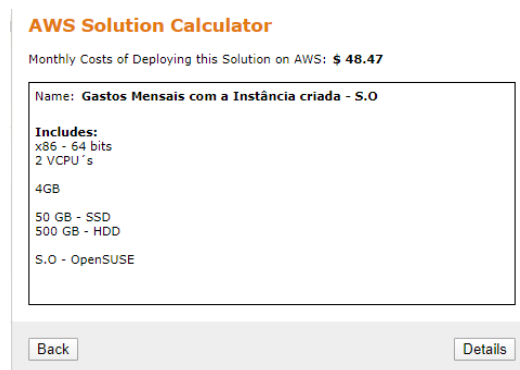 AWS Solution Calculator
Monthly Costs of Deploying this Solution on AWS: $ 48.47
Name: Gastos Mensais com a Instância criada - S.O
Includes:
x86 - 64 bits
2 VCPU´s
4GB
50 GB - SSD
500 GB - HDD
S.O - OpenSUSE
Back
Details